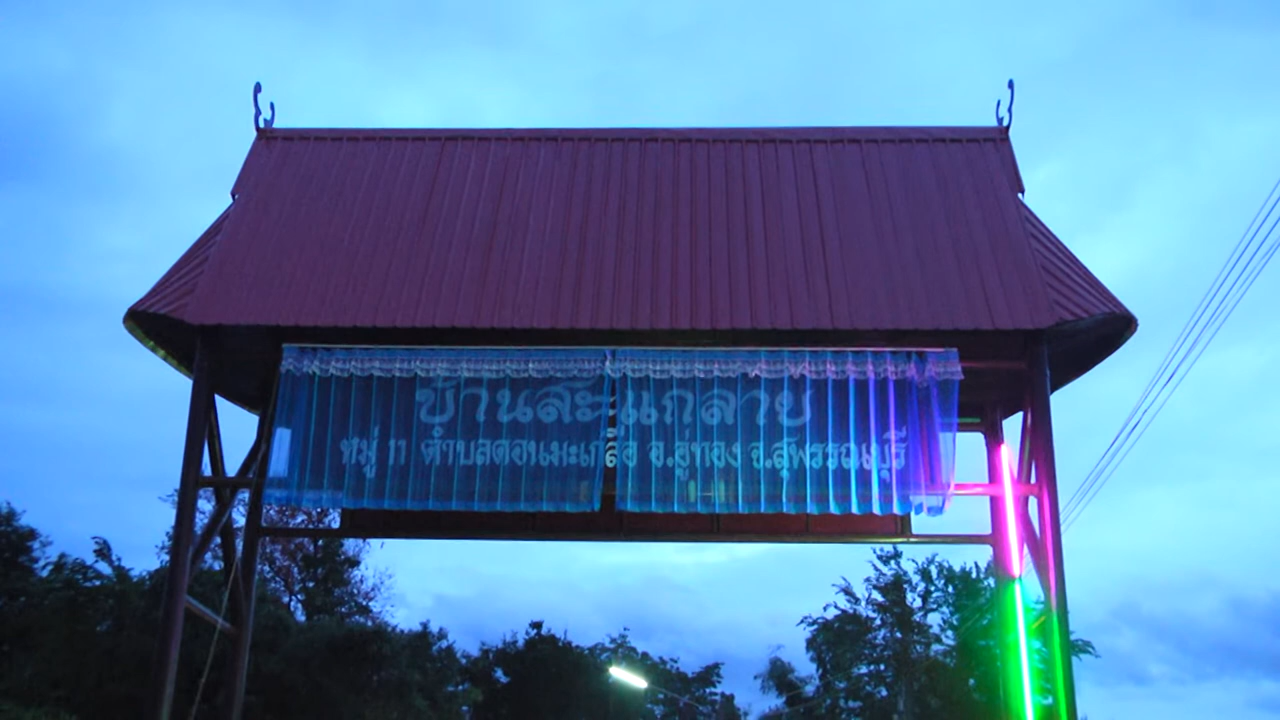 บ้านสะแกลาย
หมู่ 11 ตำบลดอนมะเกลือ อ.อู่ทอง จ.สุพรรณบุรี